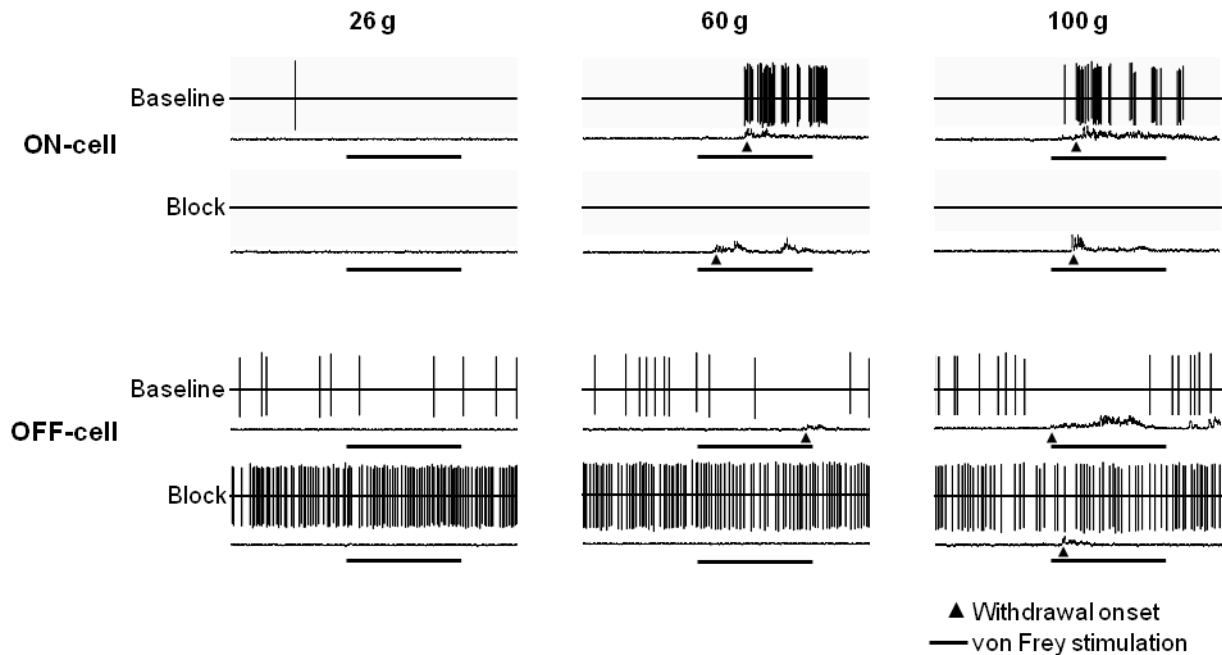 26 g 60 g 100 g
Baseline
ON-cell
Block
Baseline
OFF-cell
Block
Withdrawal onset
von Frey stimulation